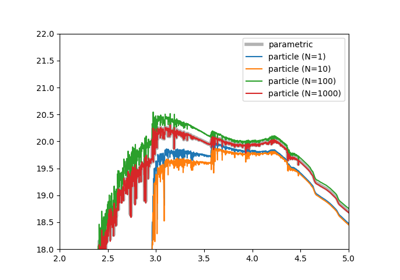 22.0
21.5
21.0
20.5
20.0
19.5
19.0
18.5
18.0
2.0 2.5 3.0 3.5 4.0 4.5 5.0
parametric
particle (N=1)
particle (N=10)
particle (N=100)
particle (N=1000)